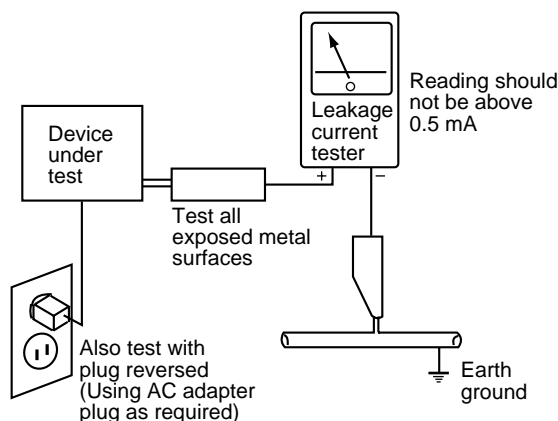 Device
under
test
Leakage
current
tester
+
–
Reading should
not be above
0.5 mA
Test all
exposed metal
surfaces
Also test with
plug reversed
(Using AC adapter
plug as required)
Earth
ground